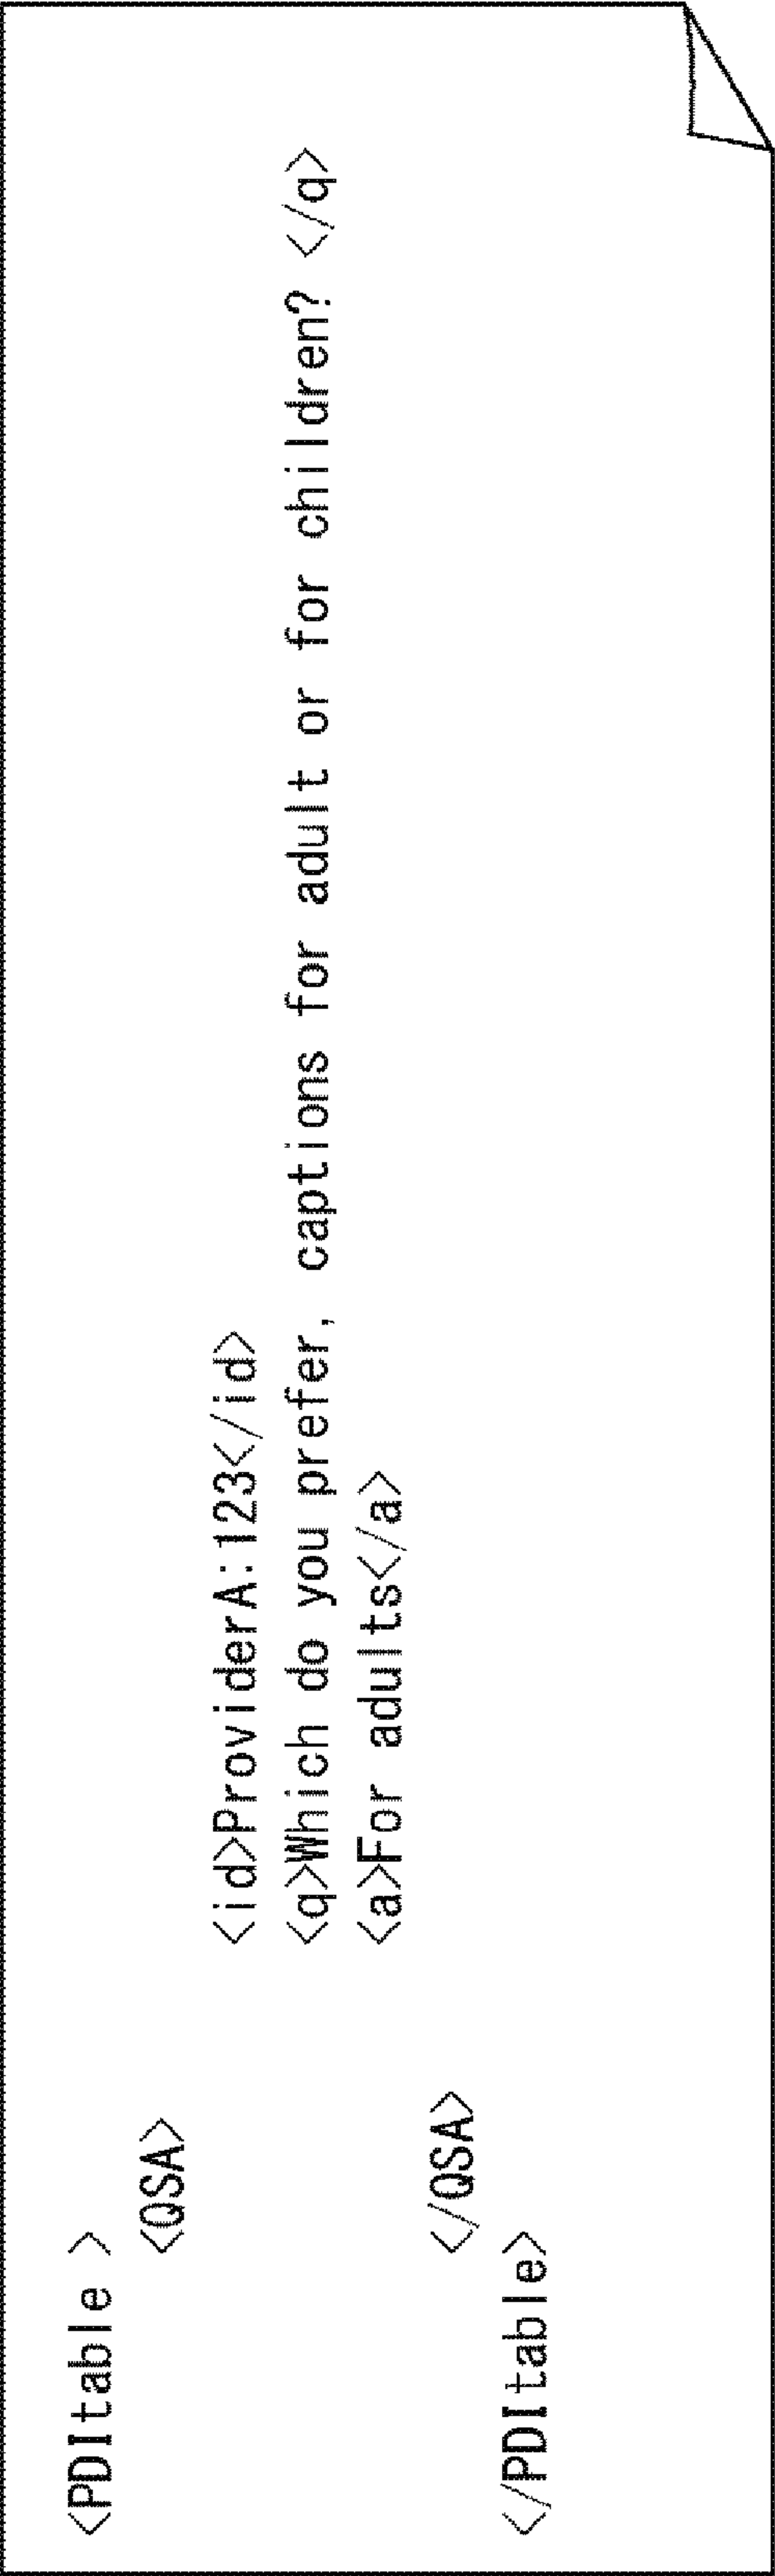 <PDItable >
<QSA>
<id>ProviderA:123</id>
<q>Which do you prefer, captions for adult or for children? </q>
<a>For adults</a>
</QSA>
</PDItable>